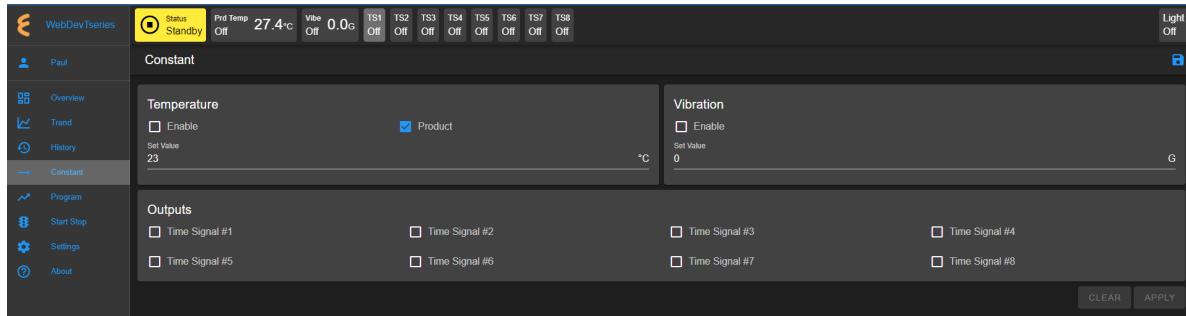 WebDevTseries
Status
Standby
Prd Temp
Off
27.4°C
Vibe
Off
0.0G
TS1
Off
TS2
Off
TS3
Off
TS4
Off
TS5
Off
TS6
Off
TS7
Off
TS8
Off
Light
Off
Paul
Constant
Overview
Trend
History
Constant
Program
Start Stop
Settings
About
Temperature
Enable
Product
Set Value
23 °C
Vibration
Enable
Set Value
0 G
Outputs
Time Signal #1
Time Signal #2
Time Signal #3
Time Signal #4
Time Signal #5
Time Signal #6
Time Signal #7
Time Signal #8
CLEAR
APPLY